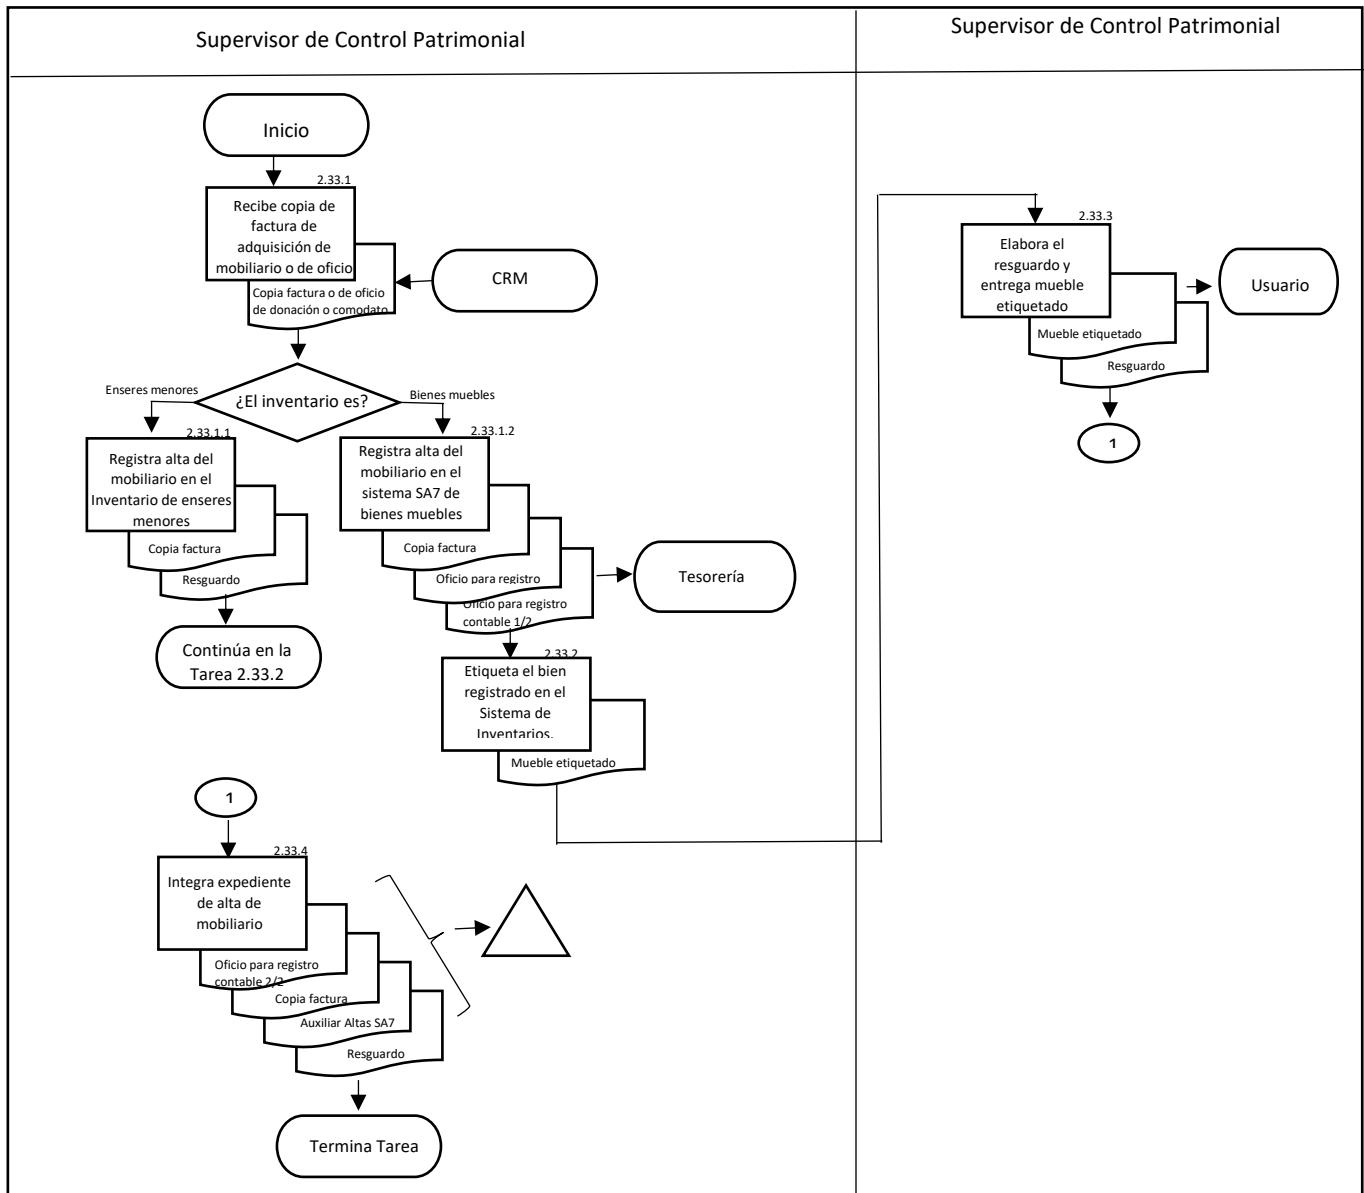 Supervisor de Control Patrimonial
Supervisor de Control Patrimonial
Inicio
2.33.1
Recibe copia de
factura de
adquisición de
mobiliario o de oficio
Copia factura o de oficio
de donación o comodato
CRM
¿El inventario es?
Enseres menores
Bienes muebles
2.33.1.1
Registra alta del
mobiliario en el
Inventario de enseres
menores
Copia factura
Resguardo
Continúa en la
Tarea 2.33.2
2.33.1.2
Registra alta del
mobiliario en el
sistema SA7 de
bienes muebles
Copia factura
Oficio para registro
Oficio para registro
contable 1/2
Tesorería
2.33.2
Etiqueta el bien
registrado en el
Sistema de
Inventarios.
Mueble etiquetado
2.33.3
Elabora el
resguardo y
entrega mueble
etiquetado
Mueble etiquetado
Resguardo
Usuario
1
1
2.33.4
Integra expediente
de alta de
mobiliario
Oficio para registro
contable 2/2
Copia factura
Auxiliar Altas SA7
Resguardo
Termina Tarea